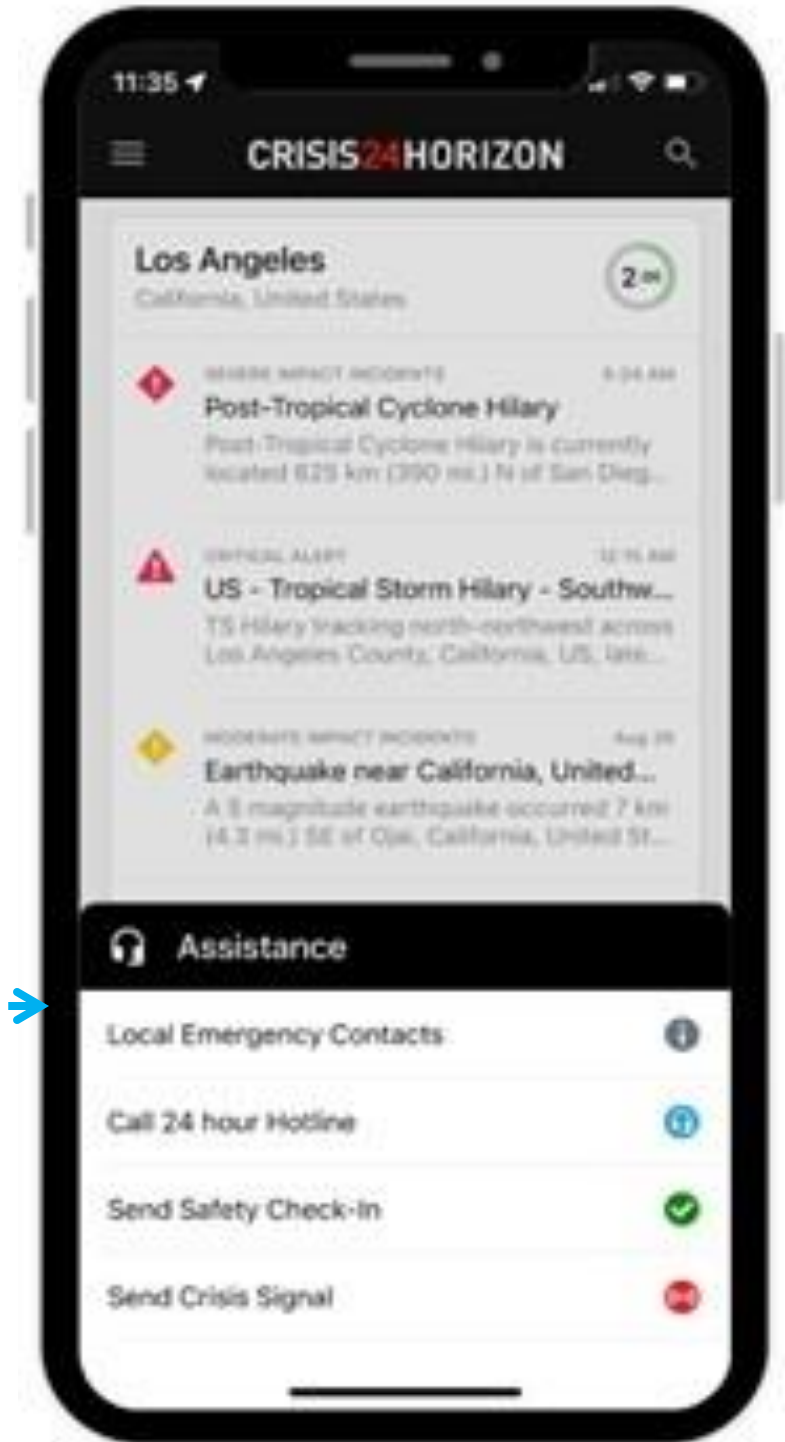 11:35
CRISIS24HORIZON
Los Angeles
California, United States
2
SEVERE IMPACT INCIDENTS
Post-Tropical Cyclone Hilary
Post-Tropical Cyclone Hilary is currently
located 625 km (390 mi.) N of San Dieg...
CRITICAL ALERT 12:15 AM
US - Tropical Storm Hilary - Southw...
TS Hilary tracking north-northwest across
Los Angeles County, California, US, late...
MODERATE IMPACT INCIDENTS
Earthquake near California, United...
A 5 magnitude earthquake occurred 7 km
(4.3 mi.) SE of Ojai, California, United St...
Assistance
Local Emergency Contacts
Call 24 hour Hotline
Send Safety Check-In
Send Crisis Signal